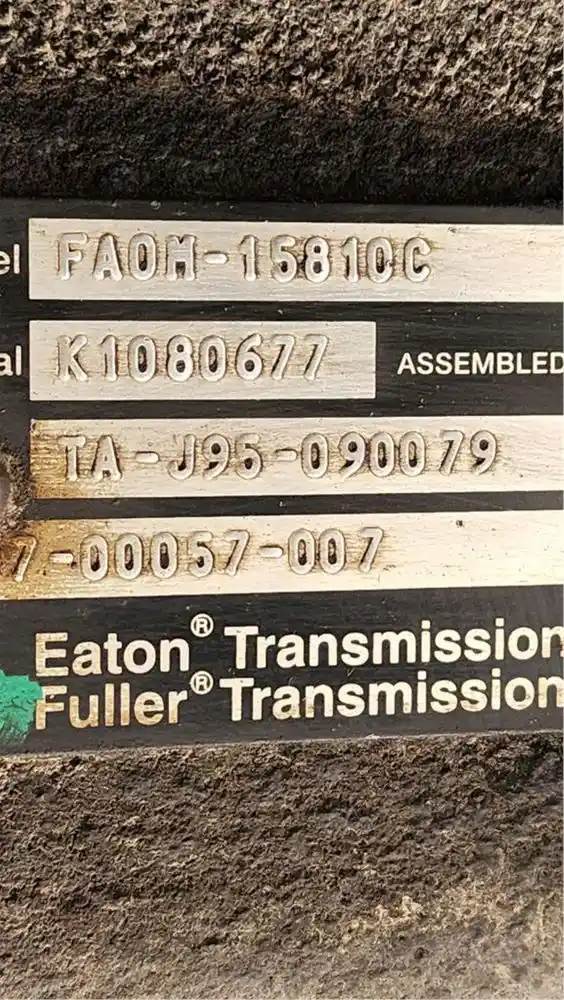 el FAOM-15810C
al K1080677 ASSEMBLED
TA-J95-090079
7-00057-007
Eaton® Transmission
Fuller® Transmission